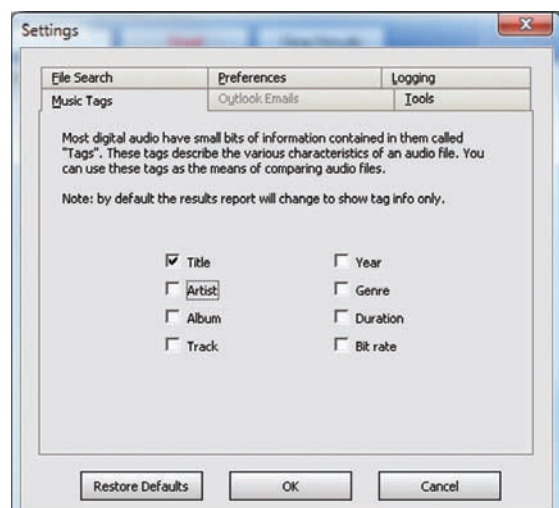 Settings
File Search Preferences Logging
Music Tags Outlook Emails Tools
Most digital audio have small bits of information contained in them called
"Tags". These tags describe the various characteristics of an audio file. You
can use these tags as the means of comparing audio files.
Note: by default the results report will change to show tag info only.
Title Year
Artist Genre
Album Duration
Track Bit rate
Restore Defaults OK Cancel